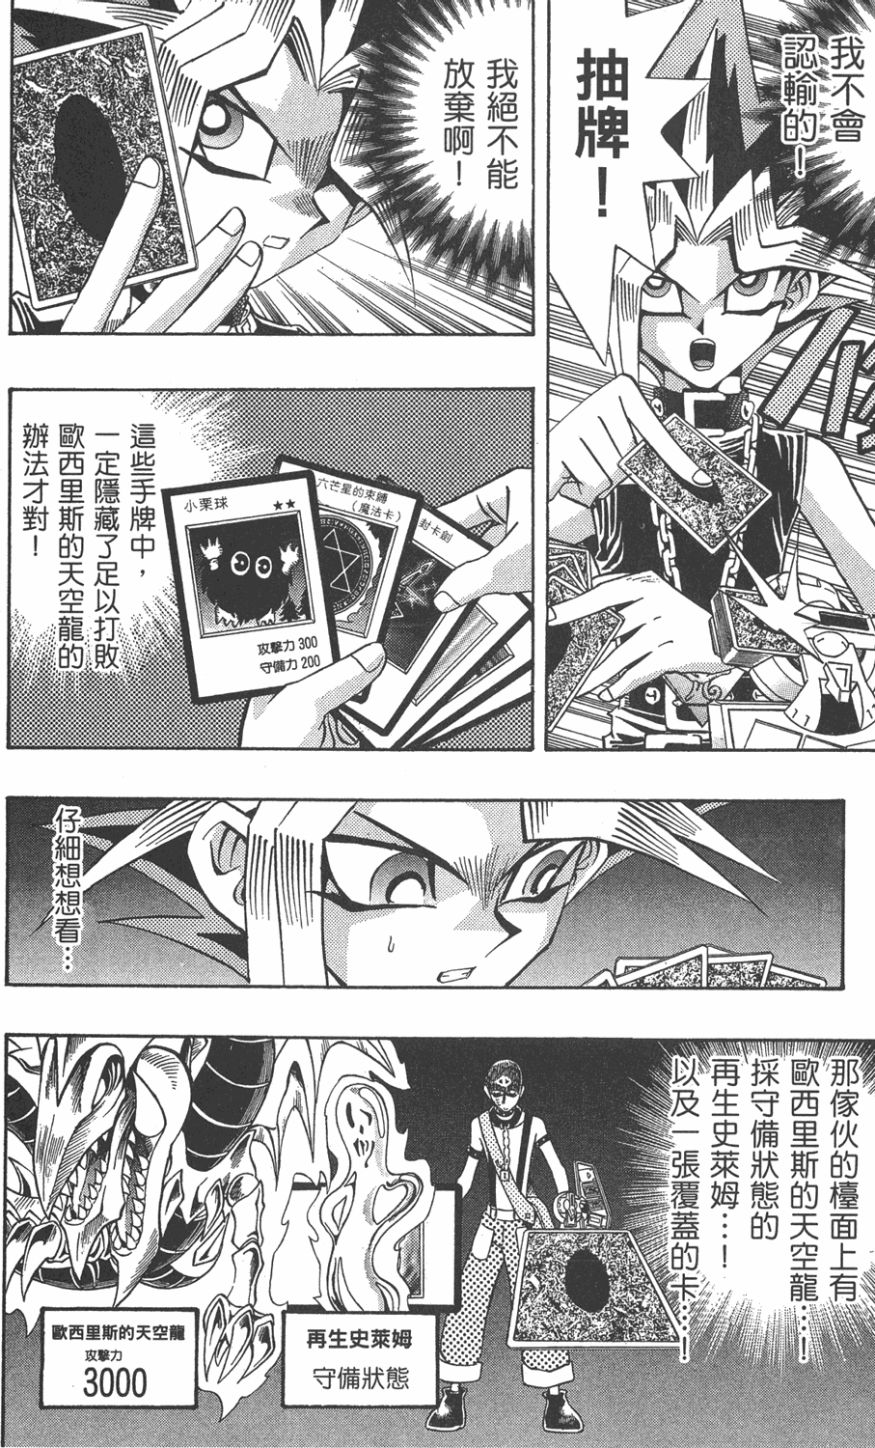 我不會
認輸的！
抽牌！
我絕不能
放棄啊！
這些手牌中，
一定隱藏了足以打敗
歐西里斯的天空龍的
辦法才對！
小栗球
★★
攻擊力 300
守備力 200
六芒星的束縛
（魔法卡）
封卡劍
仔細想想看…
那傢伙的檯面上有
歐西里斯的天空龍…！
採守備狀態的
再生史萊姆…！
以及一張覆蓋的卡…！
歐西里斯的天空龍
攻擊力
3000
再生史萊姆
守備狀態